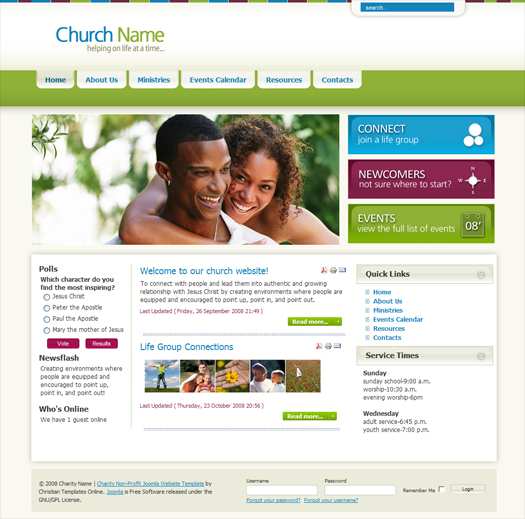 search...
Church Name
helping on life at a time...
Home About Us Ministries Events Calendar Resources Contacts
CONNECT
join a life group
NEWCOMERS
not sure where to start?
N
W E
S
EVENTS
view the full list of events
08'
Polls
Which character do you
find the most inspiring?
Jesus Christ
Peter the Apostle
Paul the Apostle
Mary the mother of Jesus
Vote Results
Newsflash
Creating environments where
people are equipped and
encouraged to point up,
point in, and point out!
Who's Online
We have 1 guest online
Welcome to our church website!
To connect with people and lead them into authentic and growing
relationship with Jesus Christ by creating environments where people are
equipped and encouraged to point up, point in, and point out.
Last Updated ( Friday, 26 September 2008 21:49 )
Read more...
Life Group Connections
Last Updated ( Thursday, 23 October 2008 20:56 )
Read more...
Quick Links
Home
About Us
Ministries
Events Calendar
Resources
Contacts
Service Times
Sunday
sunday school-9:00 a.m.
worship-10:30 a.m.
evening worship-6pm
Wednesday
adult service-6:45 p.m.
youth service-7:00 p.m.
© 2008 Charity Name | Charity Non-Profit Joomla Website Template by
Christian Templates Online. Joomla is Free Software released under the
GNU/GPL License.
Username Password
Remember Me Login
Forgot your password? Forgot your username?